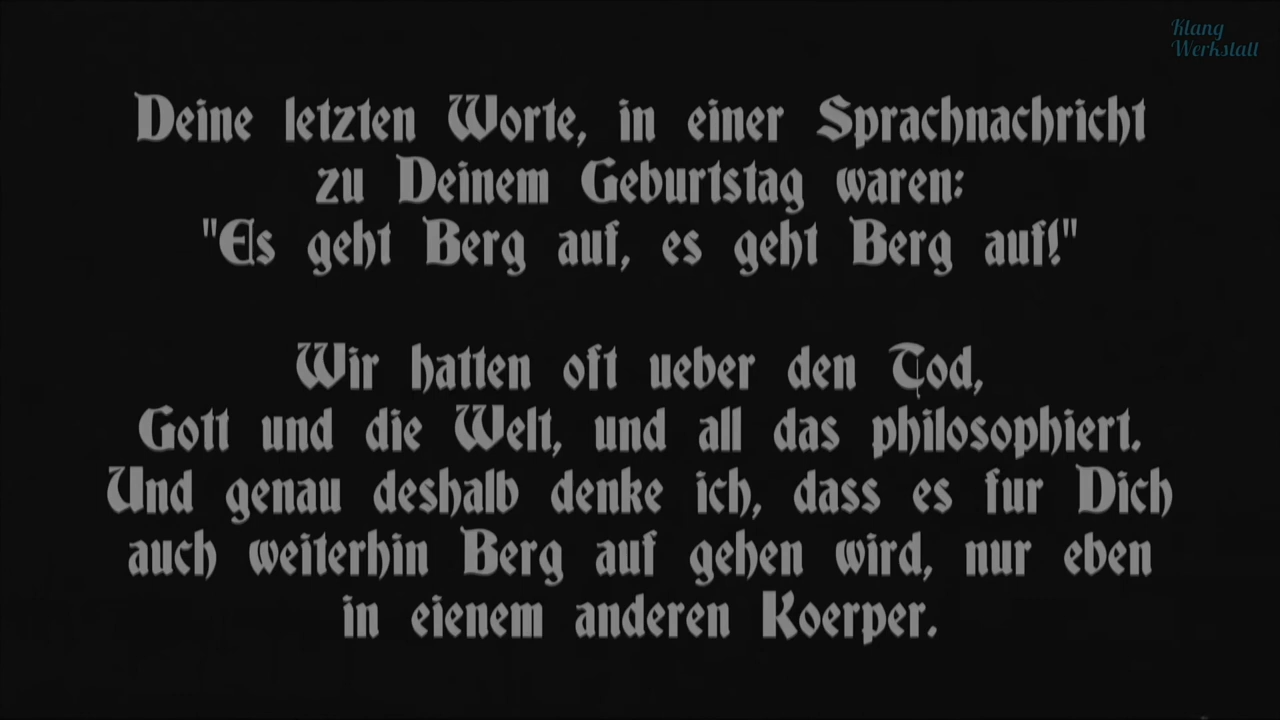 Klang
Werkstatt
Deine letzten Worte, in einer Sprachnachricht
zu Deinem Geburtstag waren:
"Es geht Berg auf, es geht Berg auf!"
Wir hatten oft ueber den Tod,
Gott und die Welt, und all das philosophiert.
Und genau deshalb denke ich, dass es fur Dich
auch weiterhin Berg auf gehen wird, nur eben
in eienem anderen Koerper.